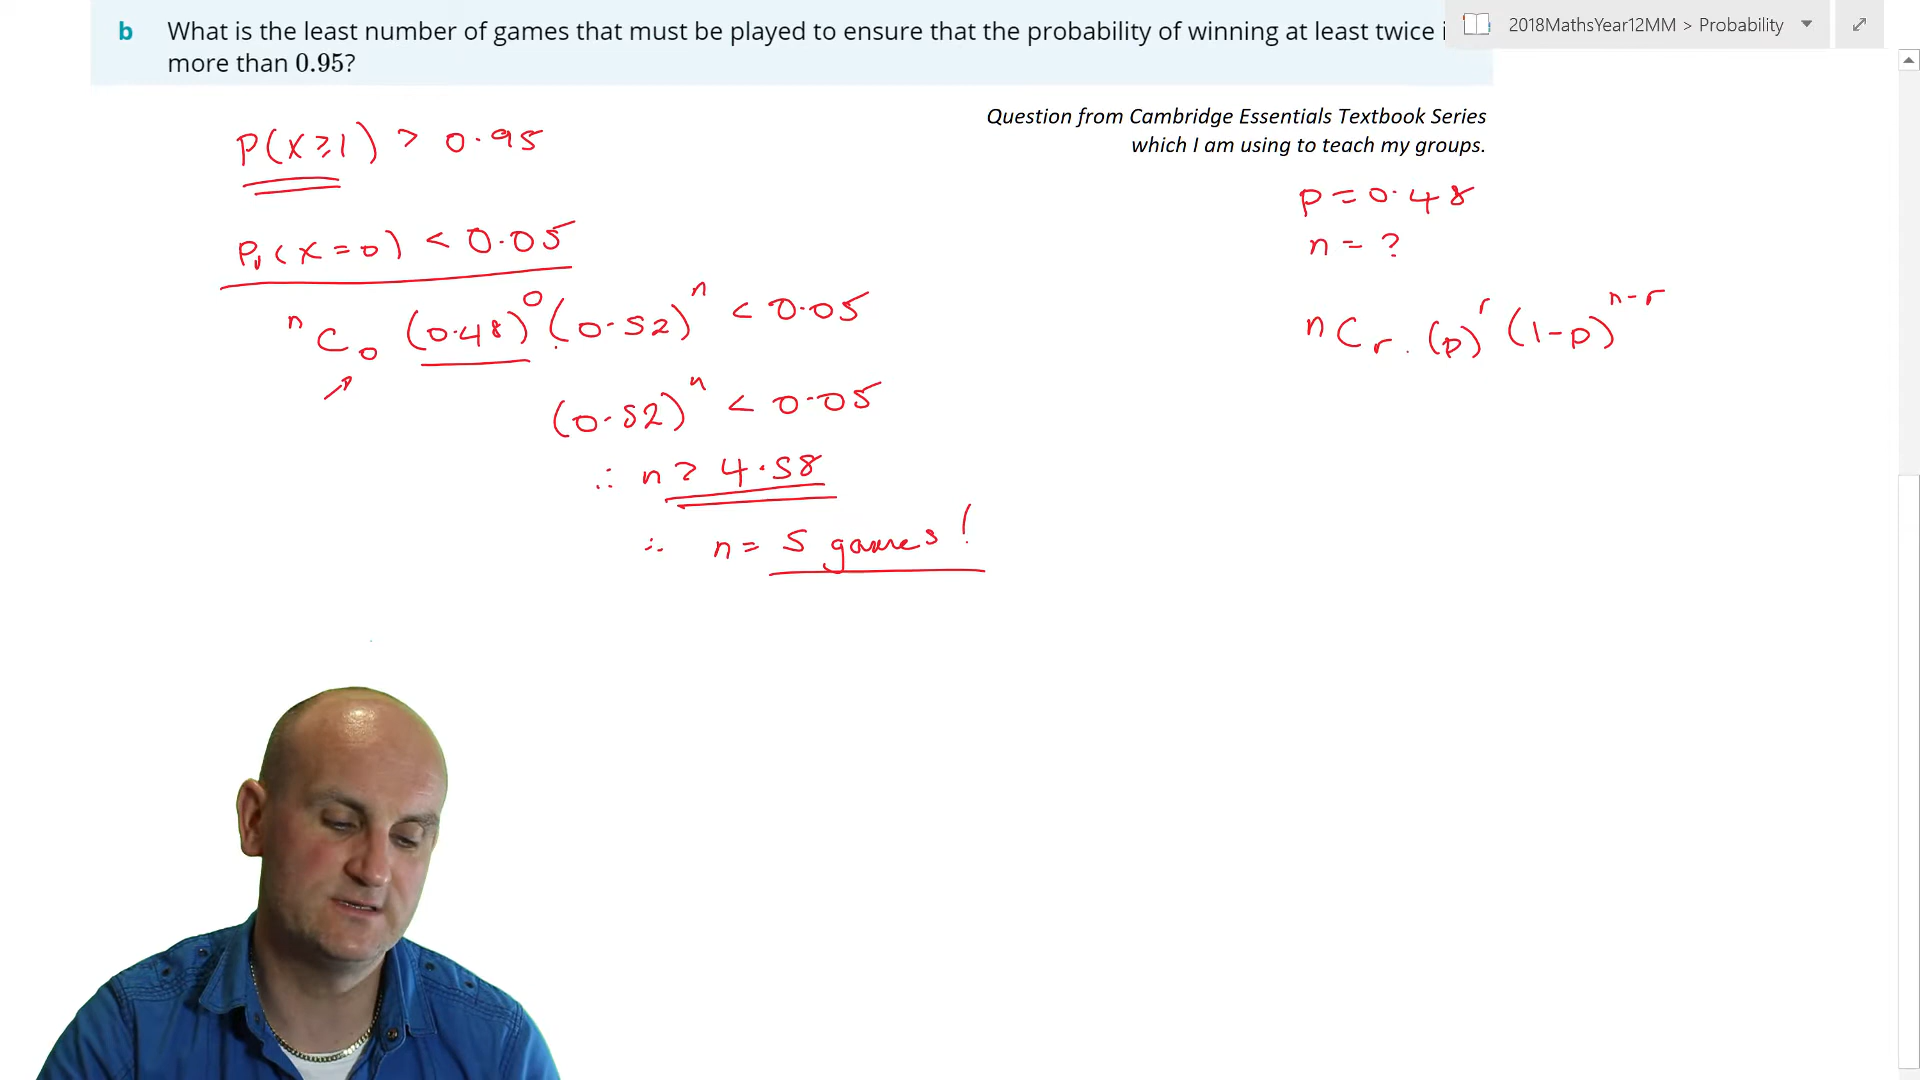 b What is the least number of games that must be played to ensure that the probability of winning at least twice i
more than 0.95?
2018MathsYear12MM > Probability
Question from Cambridge Essentials Textbook Series
which I am using to teach my groups.
P(X ≥ 1) > 0.95
Pr(X = 0) < 0.05
ⁿC₀ (0.48)⁰ (0.52)ⁿ < 0.05
(0.52)ⁿ < 0.05
∴ n > 4.58
∴ n = 5 games!
p = 0.48
n = ?
ⁿCᵣ . (p)ʳ (1-p)ⁿ⁻ʳ